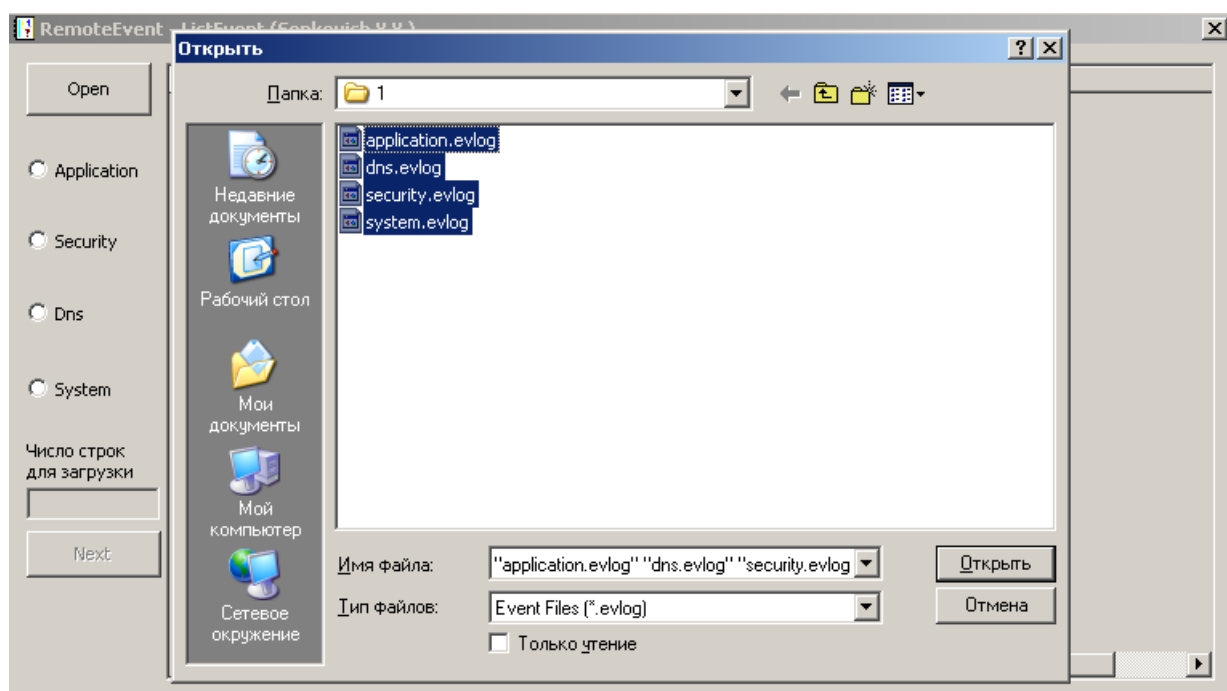 RemoteEvent - ListEvent (Senkovich V.V.)
Открыть
Open
Папка:
1
Application
Security
Dns
System
Число строк
для загрузки
Next
Недавние
документы
Рабочий стол
Мои
документы
Мой
компьютер
Сетевое
окружение
application.evlog
dns.evlog
security.evlog
system.evlog
Имя файла:
"application.evlog" "dns.evlog" "security.evlog
Открыть
Тип файлов:
Event Files (*.evlog)
Отмена
Только чтение